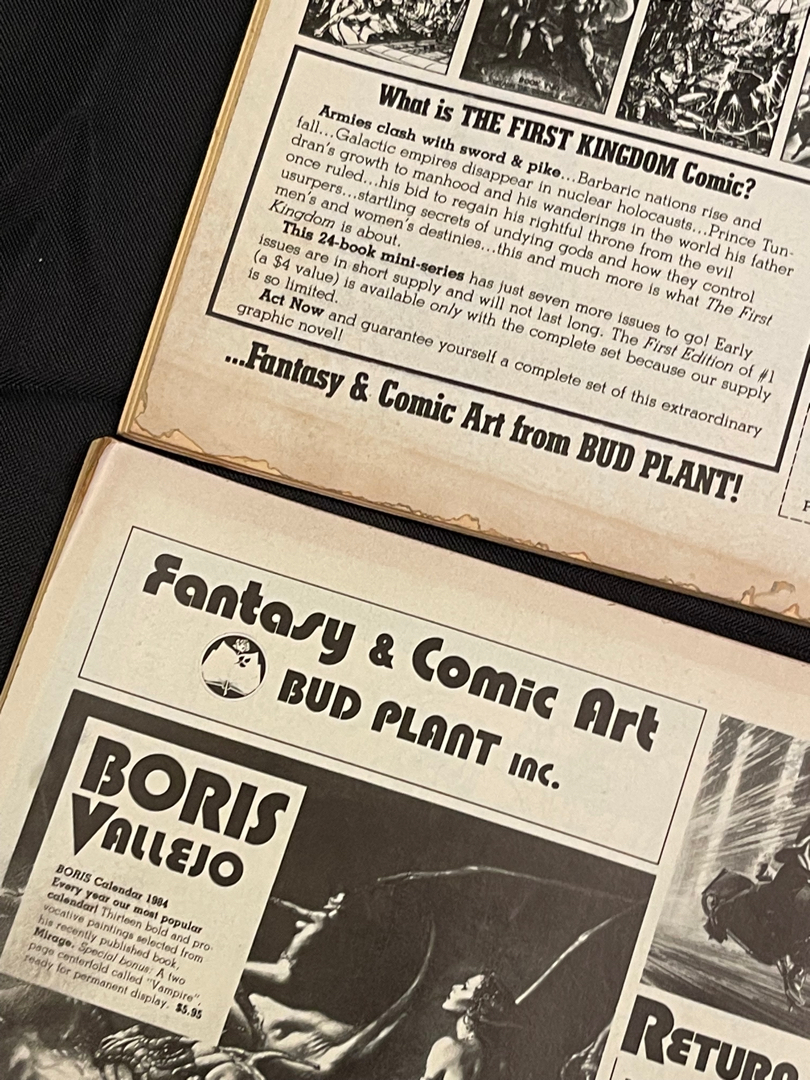 What is THE FIRST KINGDOM Comic?
Armies clash with sword & pike...Barbaric nations rise and
fall...Galactic empires disappear in nuclear holocausts...Prince Tun-
dran's growth to manhood and his wanderings in the world his father
once ruled...his bid to regain his rightful throne from the evil
usurpers...startling secrets of undying gods and how they control
men's and women's destinies...this and much more is what The First
Kingdom is about.
This 24-book mini-series has just seven more issues to go! Early
issues are in short supply and will not last long. The First Edition of #1
(a $4 value) is available only with the complete set because our supply
is so limited.
Act Now and guarantee yourself a complete set of this extraordinary
graphic novel!
...Fantasy & Comic Art from BUD PLANT!
Fantasy & Comic Art
BUD PLANT INC.
BORIS
VALLEJO
BORIS Calendar 1984
Every year our most popular
calendar! Thirteen bold and pro-
vocative paintings selected from
his recently published book,
Mirage. Special bonus: A two
page centerfold called "Vampire",
ready for permanent display. $5.95
RETURN